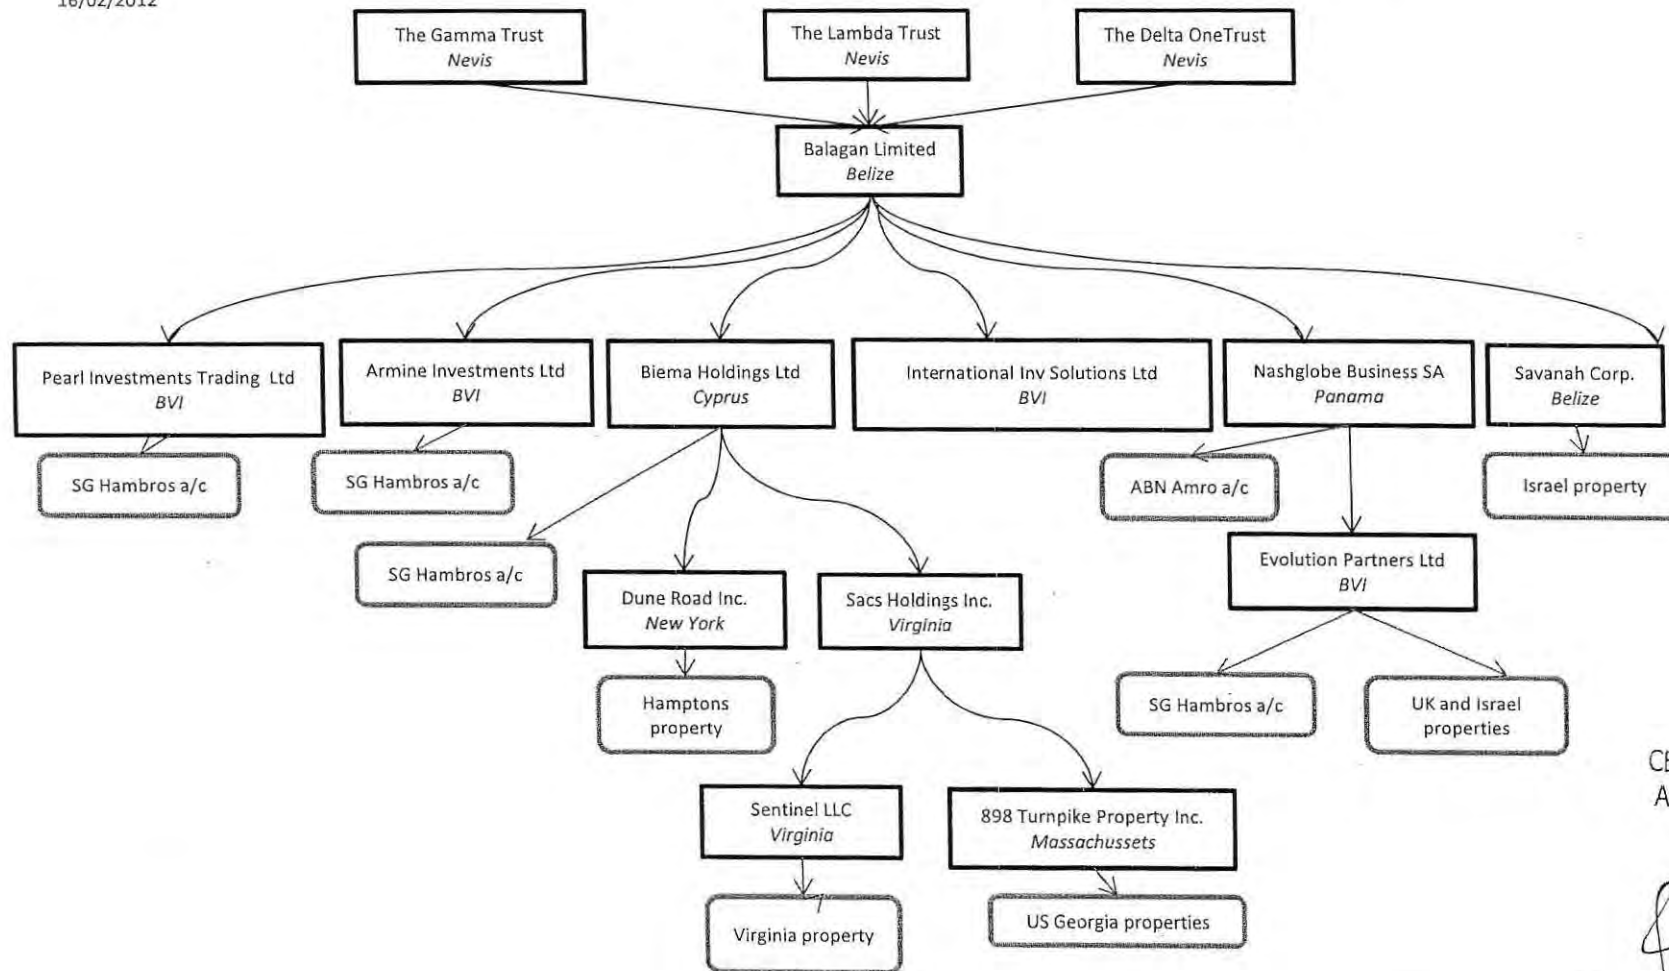 16/02/2012
The Gamma Trust
Nevis
The Lambda Trust
Nevis
The Delta OneTrust
Nevis
Balagan Limited
Belize
Pearl Investments Trading Ltd
BVI
Armine Investments Ltd
BVI
Biema Holdings Ltd
Cyprus
International Inv Solutions Ltd
BVI
Nashglobe Business SA
Panama
Savanah Corp.
Belize
SG Hambros a/c
SG Hambros a/c
SG Hambros a/c
ABN Amro a/c
Israel property
Dune Road Inc.
New York
Sacs Holdings Inc.
Virginia
Evolution Partners Ltd
BVI
Hamptons
property
SG Hambros a/c
UK and Israel
properties
Sentinel LLC
Virginia
898 Turnpike Property Inc.
Massachussets
Virginia property
US Georgia properties